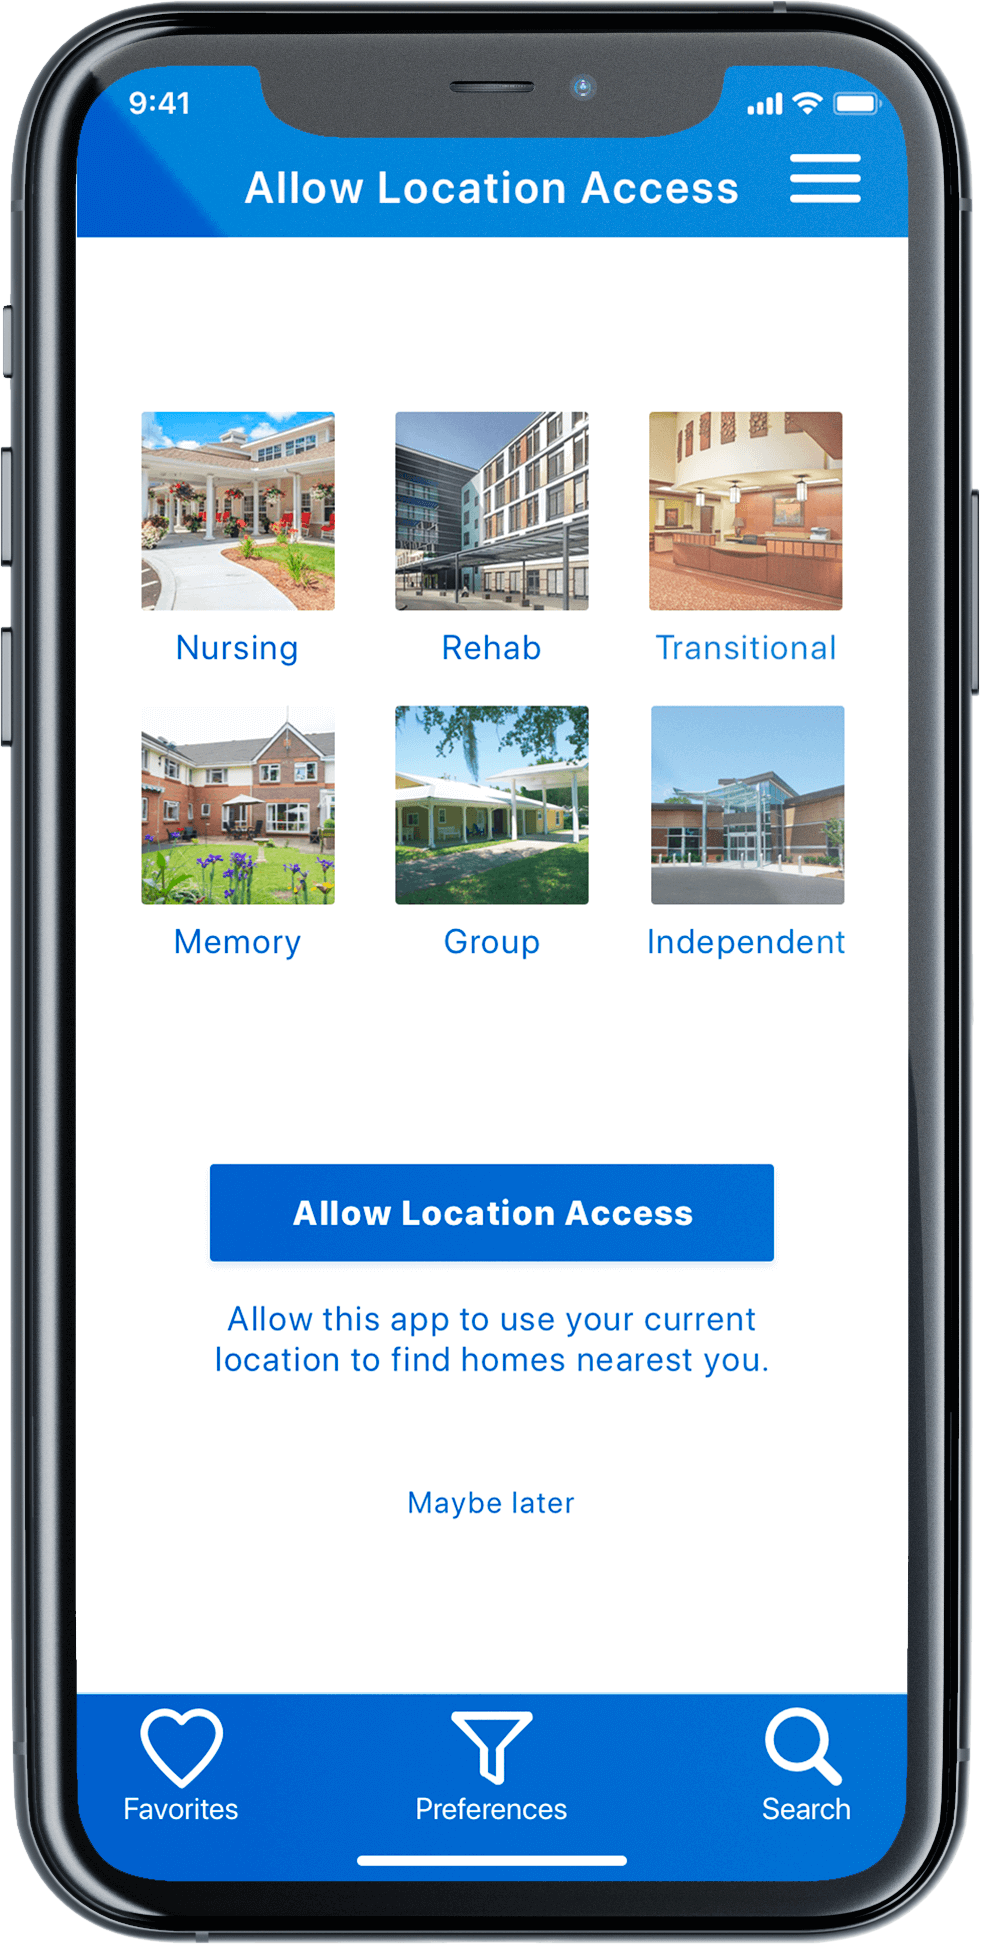 9:41
Allow Location Access
Nursing Rehab Transitional
Memory Group Independent
Allow Location Access
Allow this app to use your current
location to find homes nearest you.
Maybe later
Favorites Preferences Search